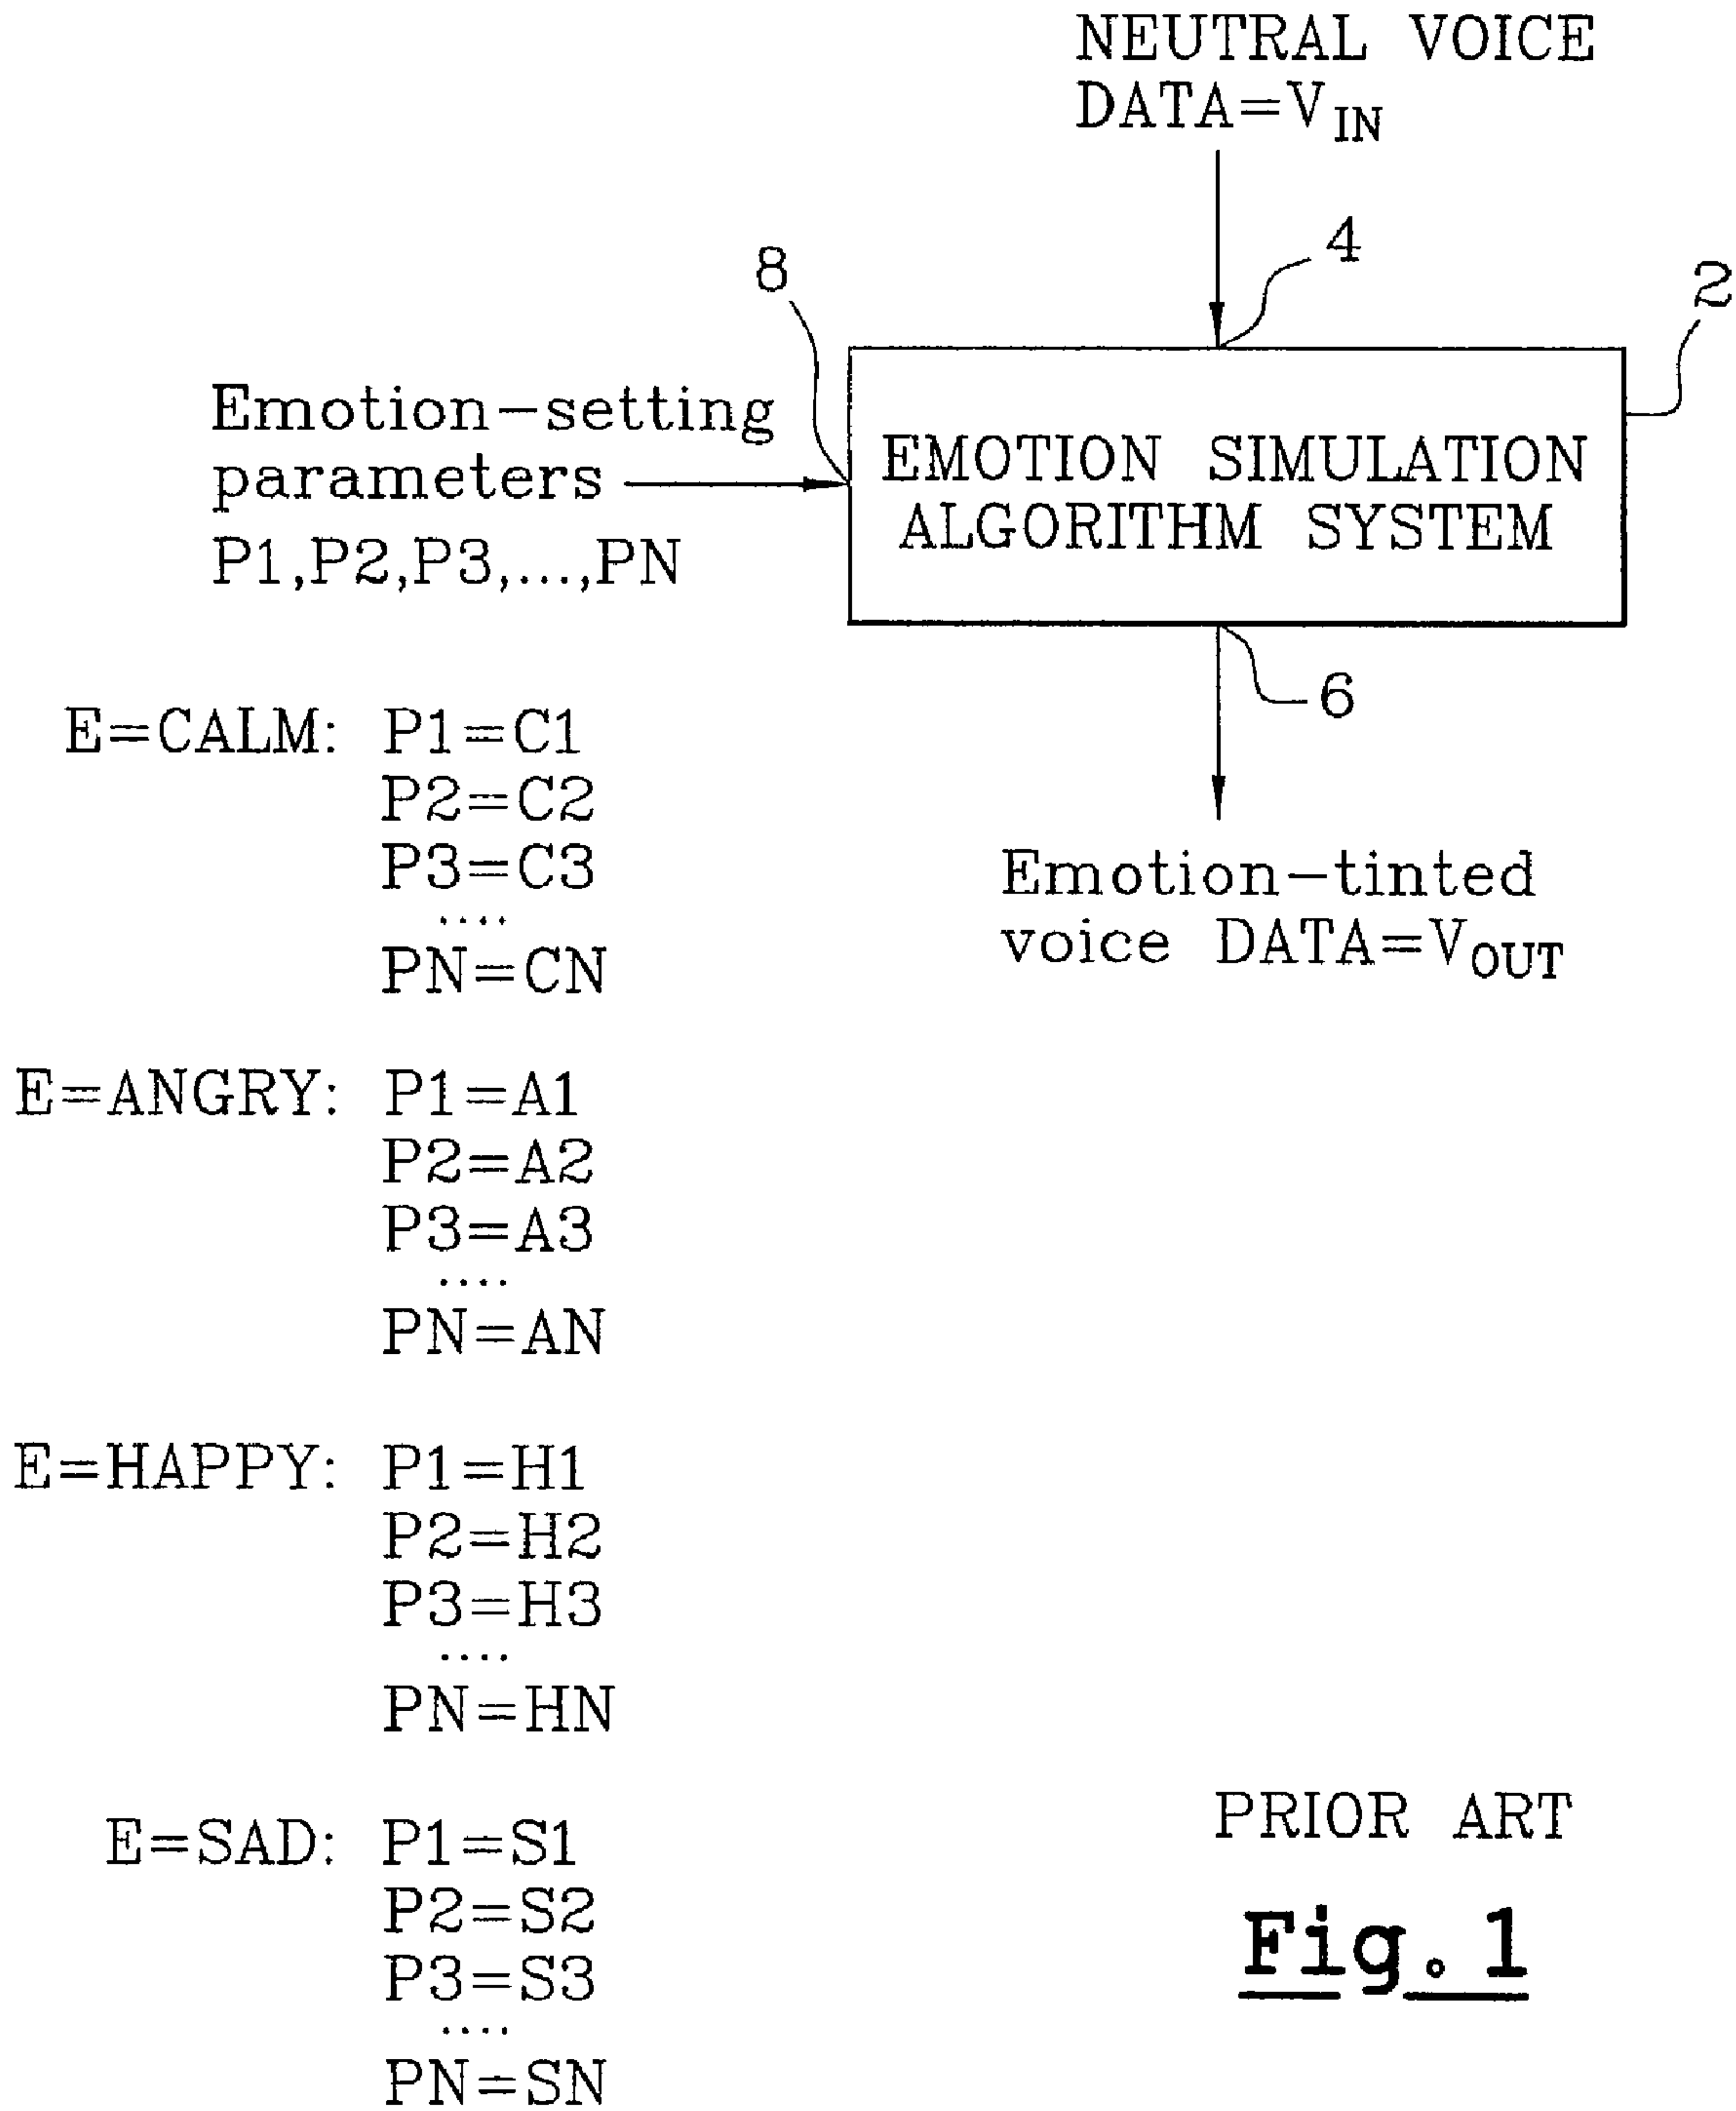 NEUTRAL VOICE
DATA=V_IN
4
8
2
Emotion-setting
parameters
P1,P2,P3,...,PN
EMOTION SIMULATION
ALGORITHM SYSTEM
6
Emotion-tinted
voice DATA=V_OUT
E=CALM: P1=C1
P2=C2
P3=C3
....
PN=CN
E=ANGRY: P1=A1
P2=A2
P3=A3
....
PN=AN
E=HAPPY: P1=H1
P2=H2
P3=H3
....
PN=HN
E=SAD: P1=S1
P2=S2
P3=S3
....
PN=SN
PRIOR ART
Fig. 1